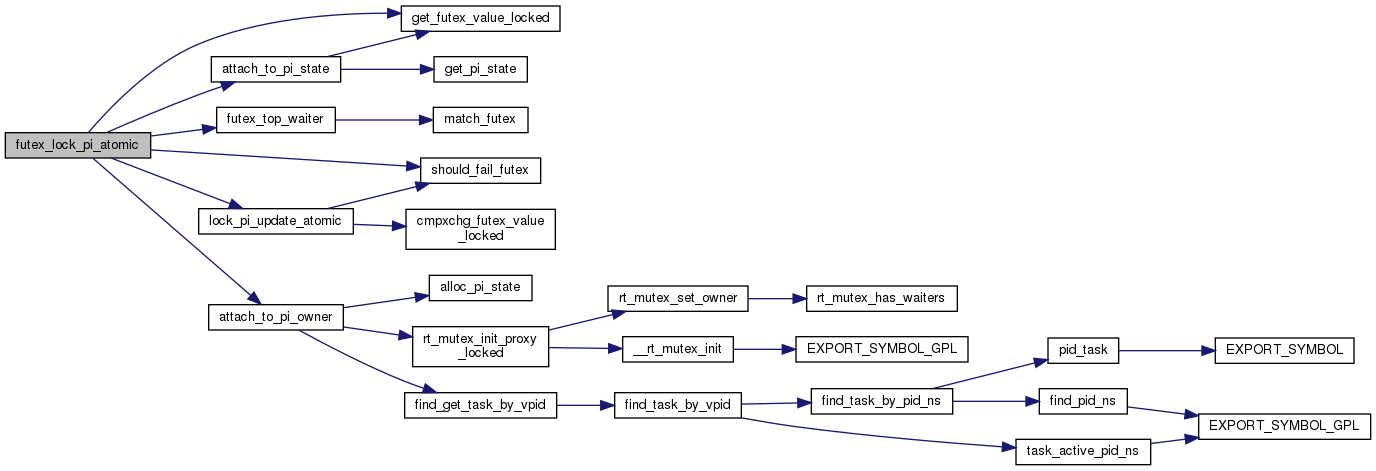 get_futex_value_locked
attach_to_pi_state
get_pi_state
futex_top_waiter
match_futex
futex_lock_pi_atomic
should_fail_futex
lock_pi_update_atomic
cmpxchg_futex_value
_locked
alloc_pi_state
attach_to_pi_owner
rt_mutex_set_owner
rt_mutex_has_waiters
rt_mutex_init_proxy
_locked
__rt_mutex_init
EXPORT_SYMBOL_GPL
pid_task
EXPORT_SYMBOL
find_get_task_by_vpid
find_task_by_vpid
find_task_by_pid_ns
find_pid_ns
EXPORT_SYMBOL_GPL
task_active_pid_ns